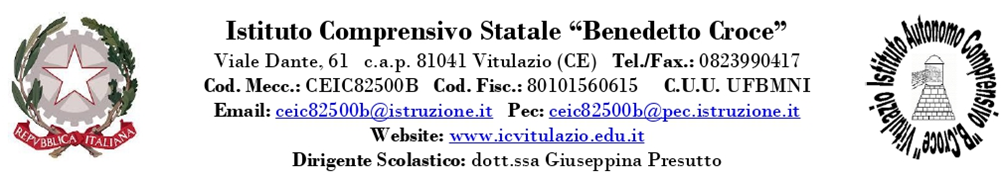 Istituto Comprensivo Statale “Benedetto Croce”
Viale Dante, 61 c.a.p. 81041 Vitulazio (CE) Tel./Fax.: 0823990417
Cod. Mecc.: CEIC82500B Cod. Fisc.: 80101560615 C.U.U. UFBMNI
Email: ceic82500b@istruzione.it Pec: ceic82500b@pec.istruzione.it
Website: www.icvitulazio.edu.it
Dirigente Scolastico: dott.ssa Giuseppina Presutto
REPVBBLICA ITALIANA
Istituto Autonomo Comprensivo "B.Croce" Vitulazio